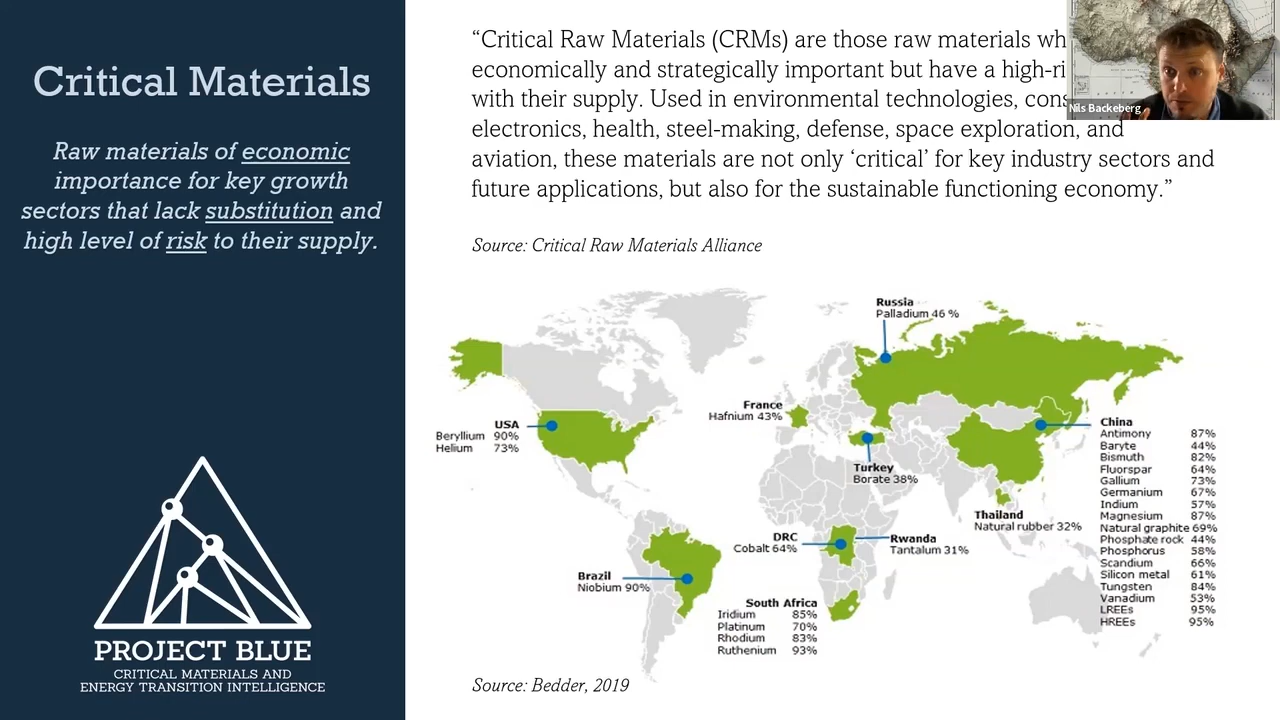 Critical Materials
Raw materials of economic
importance for key growth
sectors that lack substitution and
high level of risk to their supply.
PROJECT BLUE
CRITICAL MATERIALS AND
ENERGY TRANSITION INTELLIGENCE
“Critical Raw Materials (CRMs) are those raw materials wh
economically and strategically important but have a high-ri
with their supply. Used in environmental technologies, cons
electronics, health, steel-making, defense, space exploration, and
aviation, these materials are not only ‘critical’ for key industry sectors and
future applications, but also for the sustainable functioning economy.”
Source: Critical Raw Materials Alliance
Nils Backeberg
Russia
Palladium 46 %
France
Hafnium 43%
USA
Beryllium 90%
Helium 73%
Turkey
Borate 38%
China
Antimony 87%
Baryte 44%
Bismuth 82%
Fluorspar 64%
Gallium 73%
Germanium 67%
Indium 57%
Magnesium 87%
Natural graphite 69%
Phosphate rock 44%
Phosphorus 58%
Scandium 66%
Silicon metal 61%
Tungsten 84%
Vanadium 53%
LREEs 95%
HREEs 95%
Thailand
Natural rubber 32%
DRC
Cobalt 64%
Rwanda
Tantalum 31%
Brazil
Niobium 90%
South Africa
Iridium 85%
Platinum 70%
Rhodium 83%
Ruthenium 93%
Source: Bedder, 2019